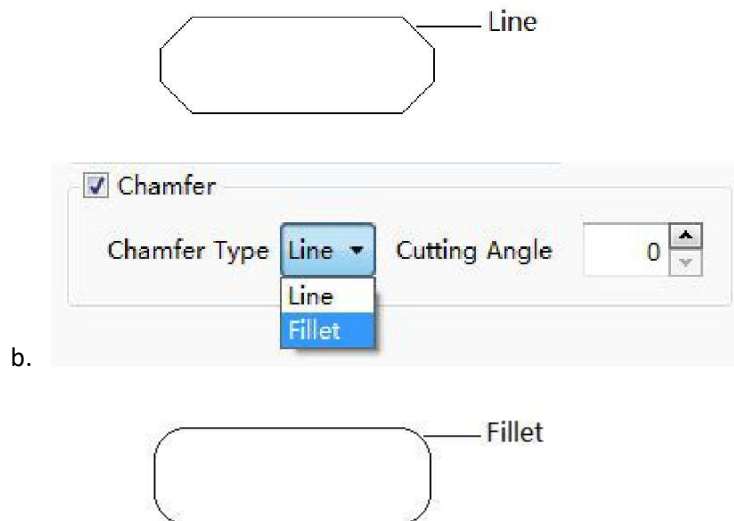 Line
Chamfer
Chamfer Type Line Cutting Angle 0
Line
Fillet
b.
Fillet